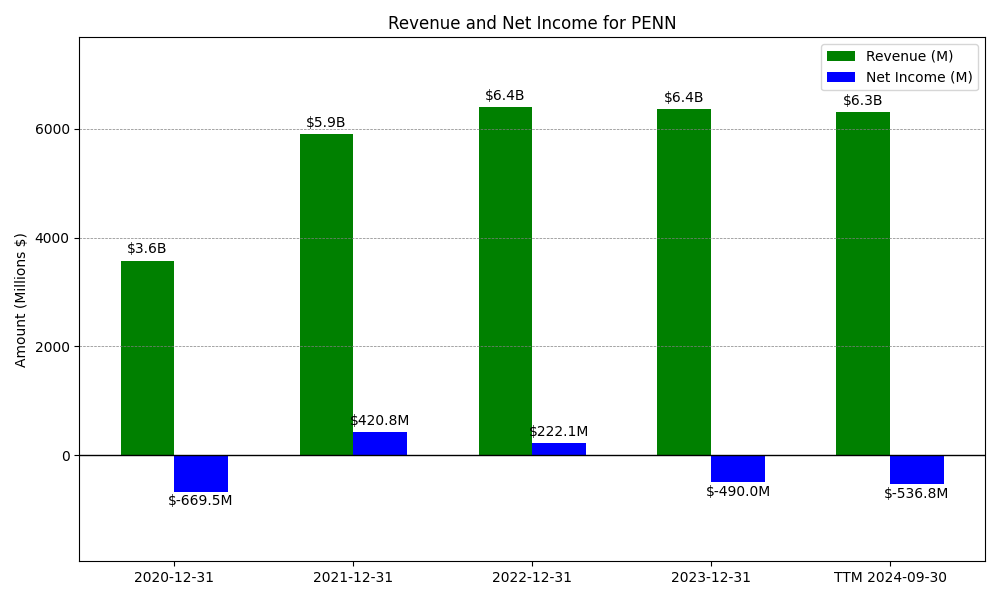 Revenue and Net Income for PENN
Revenue (M)
Net Income (M)
Amount (Millions $)
6000
4000
2000
0
$3.6B
$5.9B
$6.4B
$6.4B
$6.3B
$-669.5M
$420.8M
$222.1M
$-490.0M
$-536.8M
2020-12-31
2021-12-31
2022-12-31
2023-12-31
TTM 2024-09-30